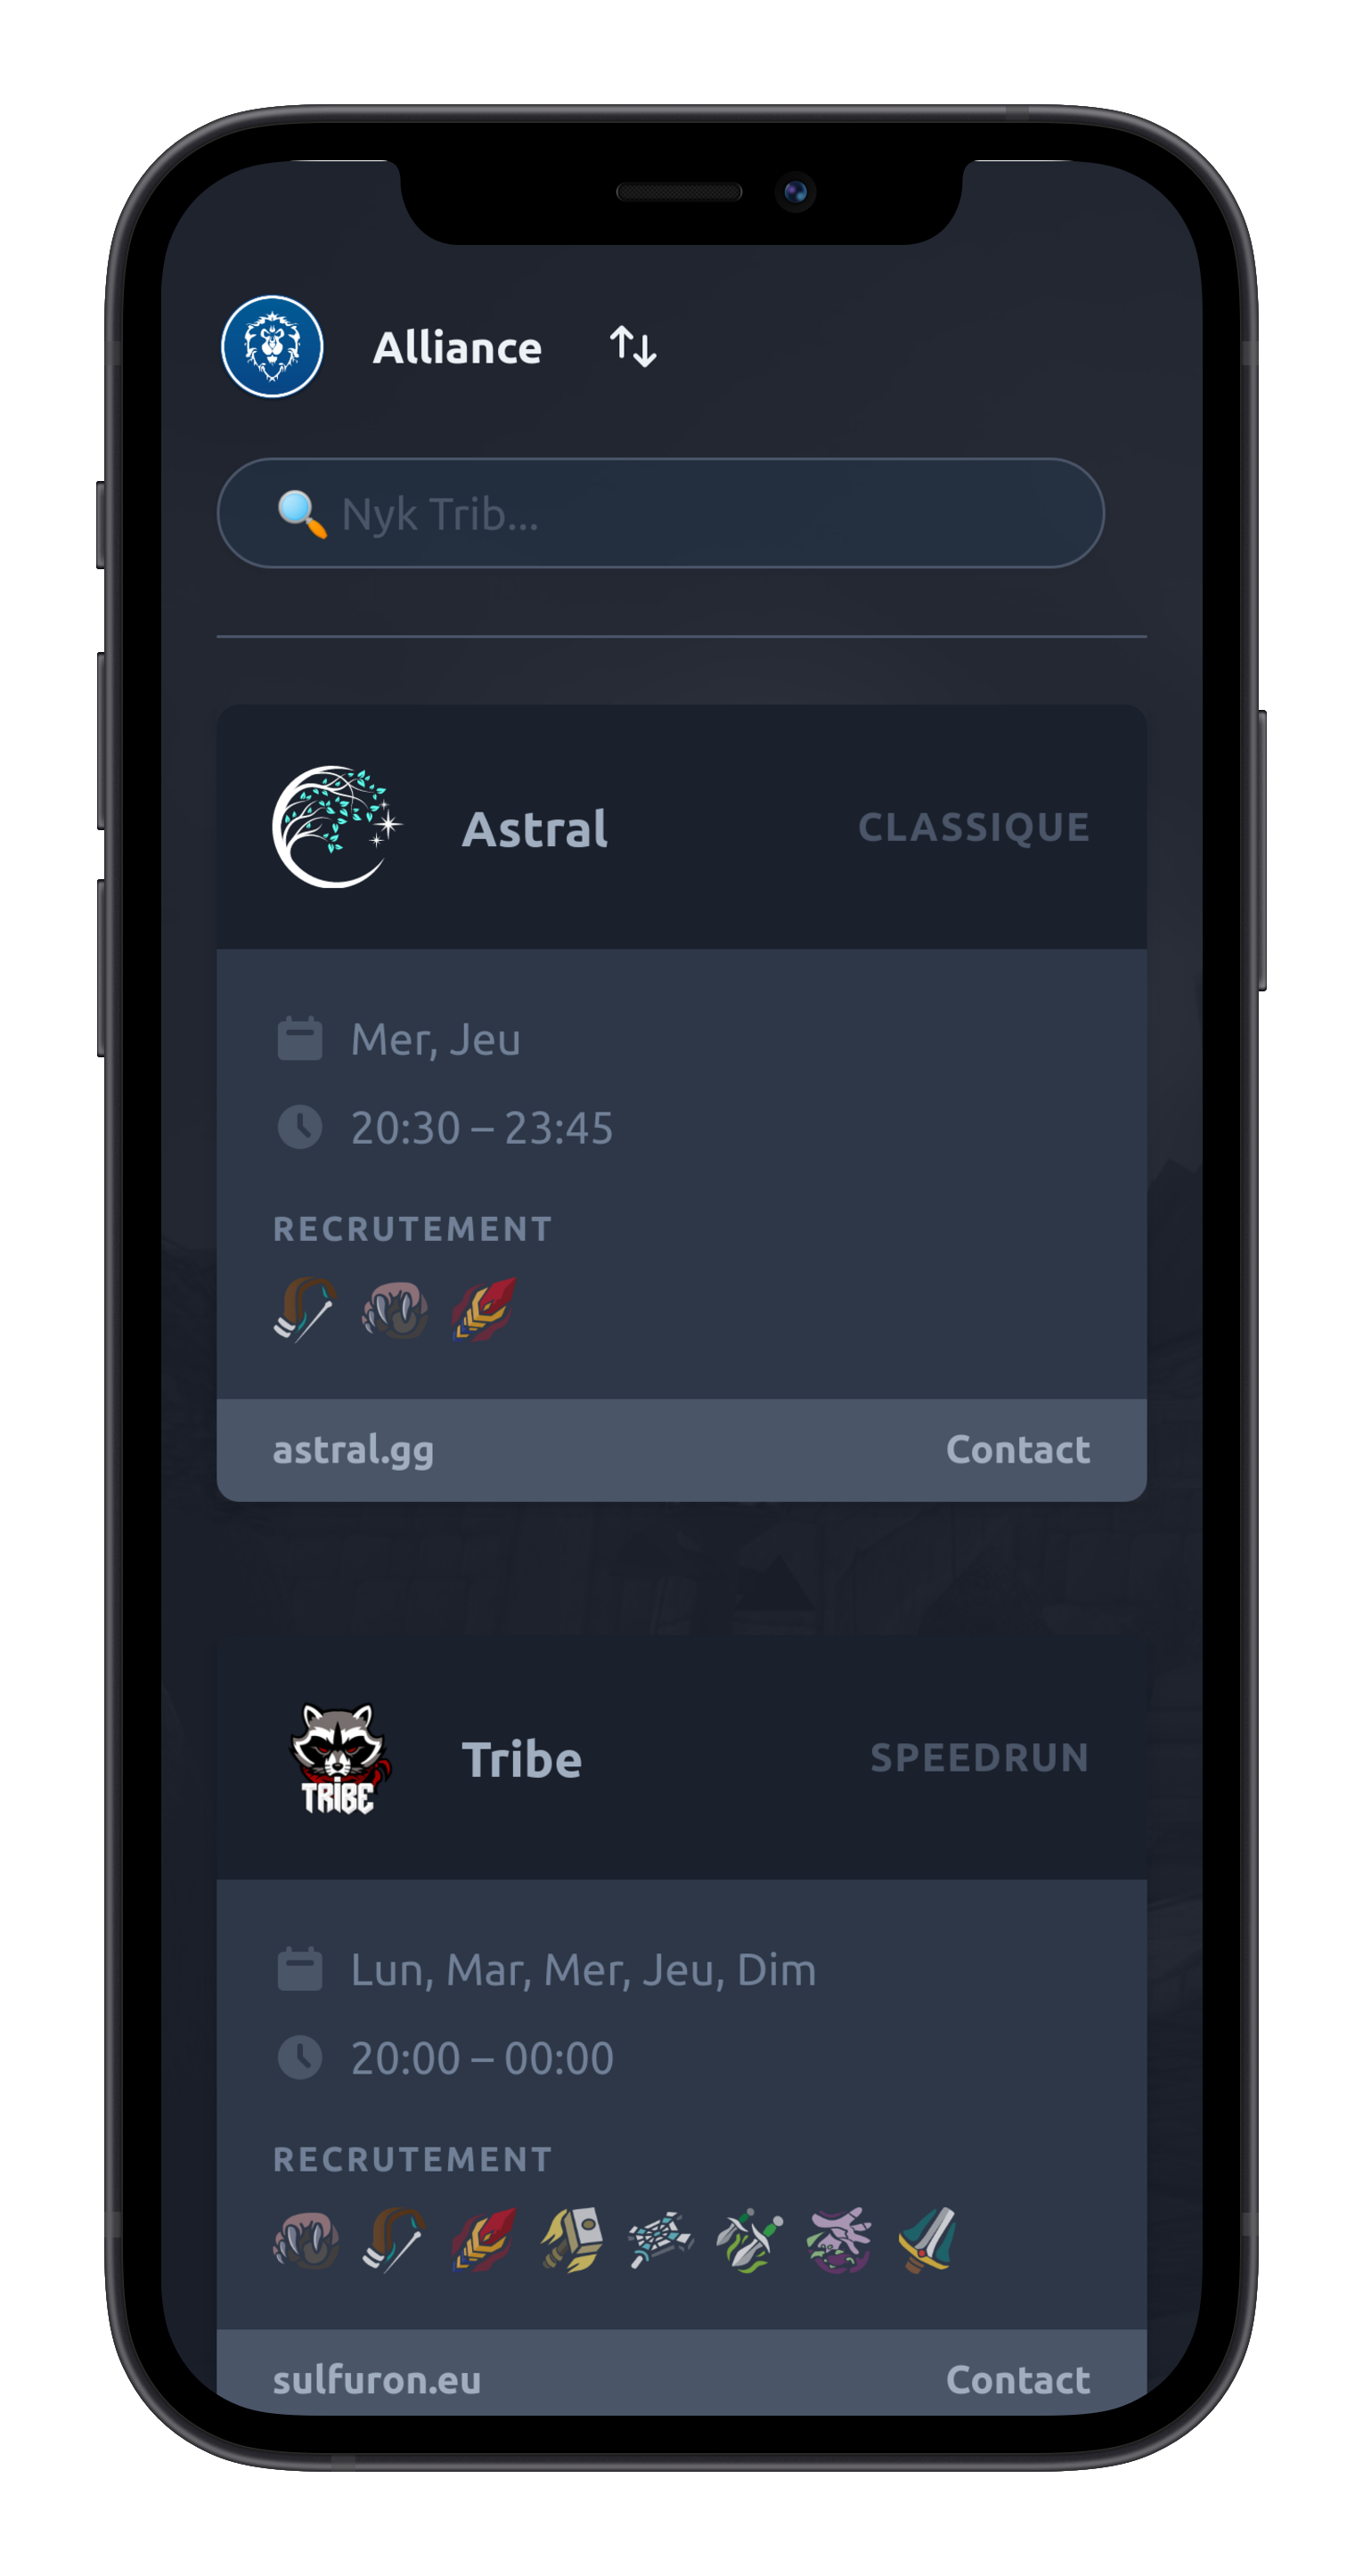 Alliance
Nyk Trib...
Astral
CLASSIQUE
Mer, Jeu
20:30 – 23:45
RECRUTEMENT
astral.gg
Contact
TRIBE
Tribe
SPEEDRUN
Lun, Mar, Mer, Jeu, Dim
20:00 – 00:00
RECRUTEMENT
sulfuron.eu
Contact